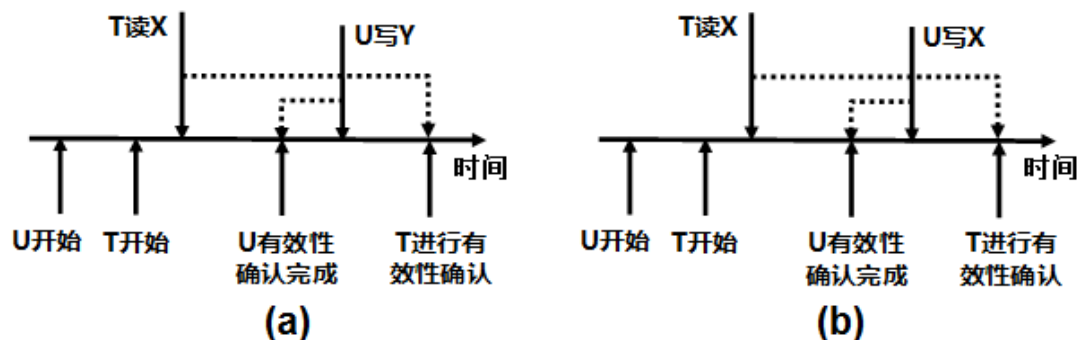 T读X
U写Y
时间
U开始
T开始
U有效性
确认完成
T进行有
效性确认
(a)
T读X
U写X
时间
U开始
T开始
U有效性
确认完成
T进行有
效性确认
(b)